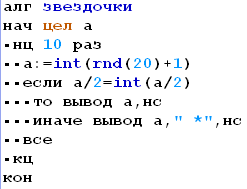 алг звездочки
нач цел а
··нц 10 раз
··а:=int(rnd(20)+1)
··если а/2=int(а/2)
···то вывод а,нс
···иначе вывод а," *",нс
··все
·кц
кон